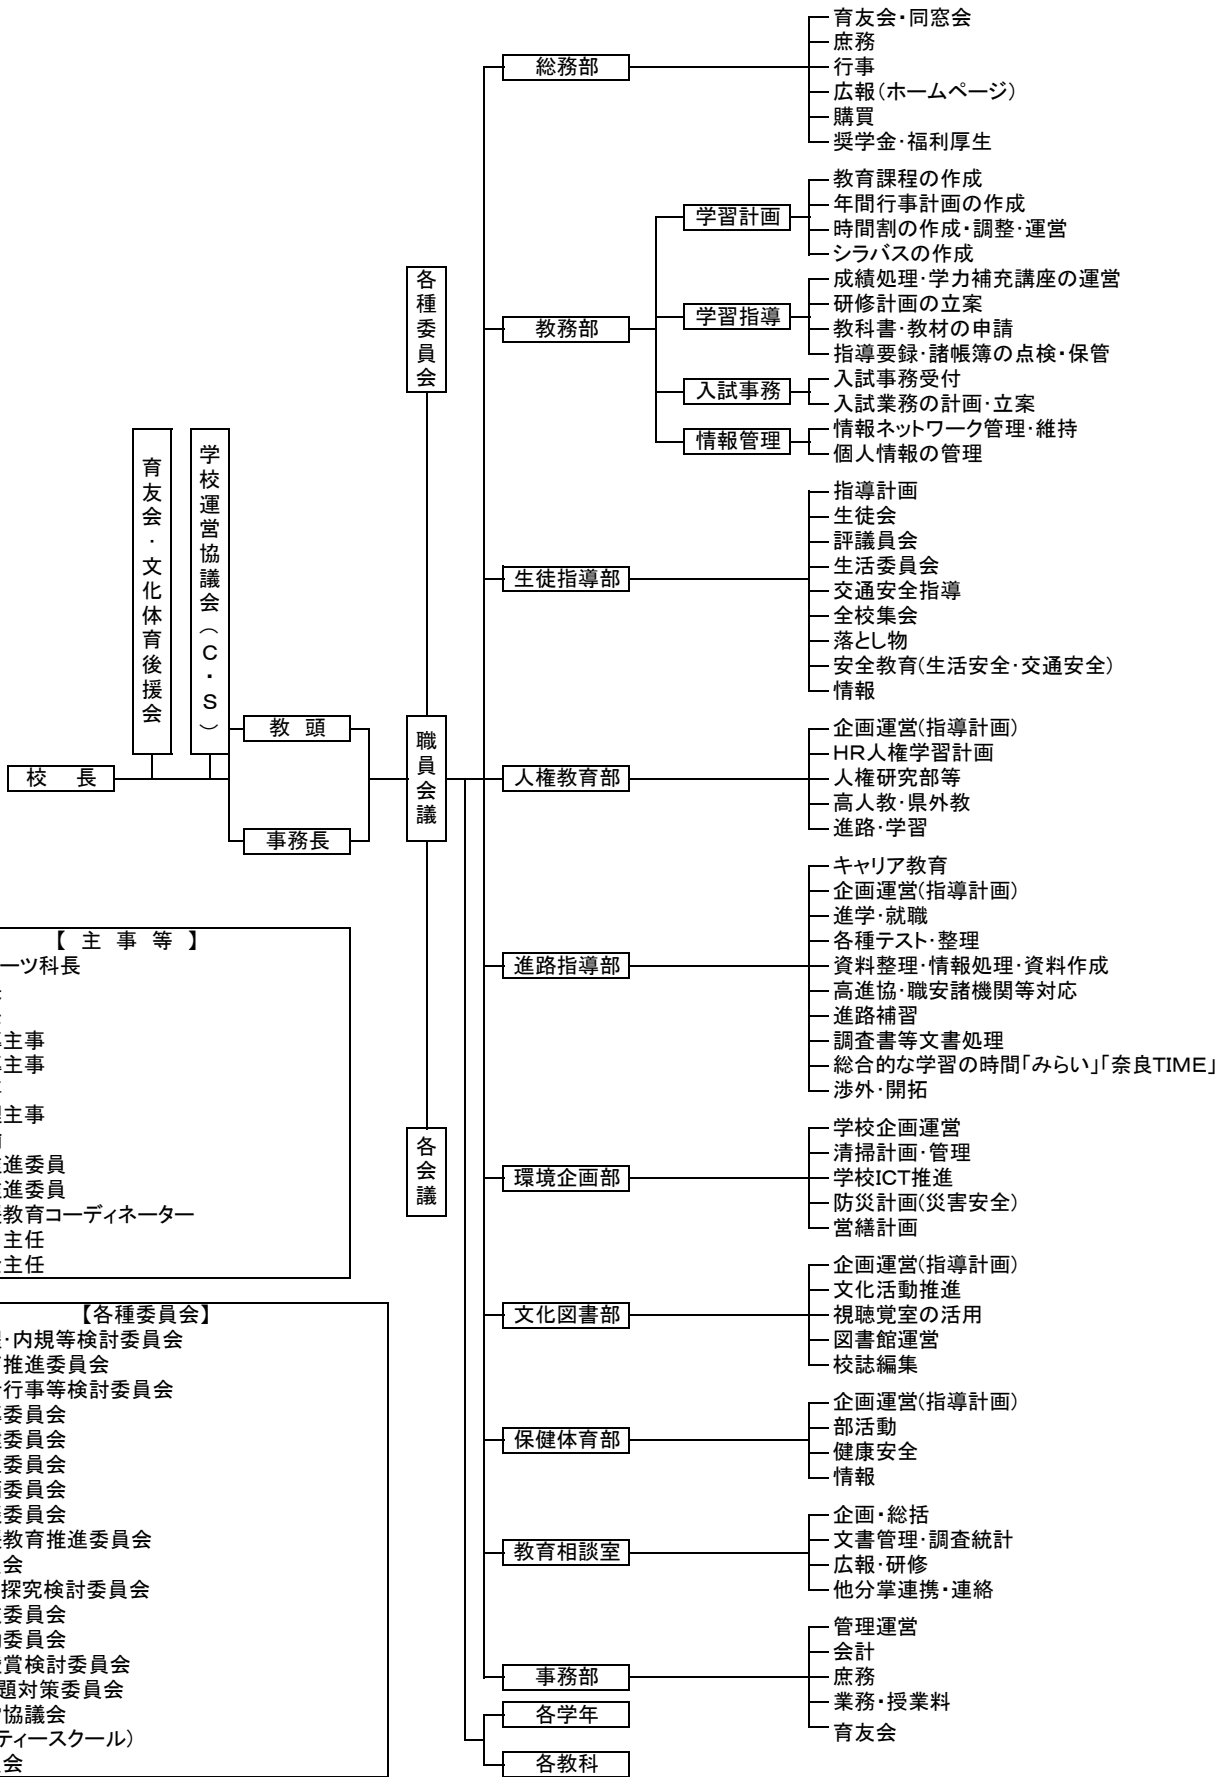 校　長
育友会・文化体育後援会
学校運営協議会（C・S）
教　頭
事務長
各種委員会
職員会議
各会議
総務部
育友会・同窓会
庶務
行事
広報（ホームページ）
購買
奨学金・福利厚生
教務部
学習計画
教育課程の作成
年間行事計画の作成
時間割の作成・調整・運営
シラバスの作成
学習指導
成績処理・学力補充講座の運営
研修計画の立案
教科書・教材の申請
指導要録・諸帳簿の点検・保管
入試事務
入試事務受付
入試業務の計画・立案
情報管理
情報ネットワーク管理・維持
個人情報の管理
生徒指導部
指導計画
生徒会
評議員会
生活委員会
交通安全指導
全校集会
落とし物
安全教育(生活安全・交通安全)
情報
人権教育部
企画運営(指導計画)
HR人権学習計画
人権研究部等
高人教・県外教
進路・学習
進路指導部
キャリア教育
企画運営(指導計画)
進学・就職
各種テスト・整理
資料整理・情報処理・資料作成
高進協・職安諸機関等対応
進路補習
調査書等文書処理
総合的な学習の時間「みらい」「奈良TIME」
渉外・開拓
環境企画部
学校企画運営
清掃計画・管理
学校ICT推進
防災計画(災害安全)
営繕計画
文化図書部
企画運営(指導計画)
文化活動推進
視聴覚室の活用
図書館運営
校誌編集
保健体育部
企画運営(指導計画)
部活動
健康安全
情報
教育相談室
企画・総括
文書管理・調査統計
広報・研修
他分掌連携・連絡
事務部
管理運営
会計
庶務
業務・授業料
育友会
各学年
各教科
【 主 事 等 】
ーツ科長
主事
主事
主事
進委員
進委員
教育コーディネーター
主任
主任
【各種委員会】
・内規等検討委員会
推進委員会
行事等検討委員会
委員会
委員会
委員会
委員会
委員会
教育推進委員会
会
探究検討委員会
委員会
委員会
賞検討委員会
題対策委員会
協議会
ティースクール）
会